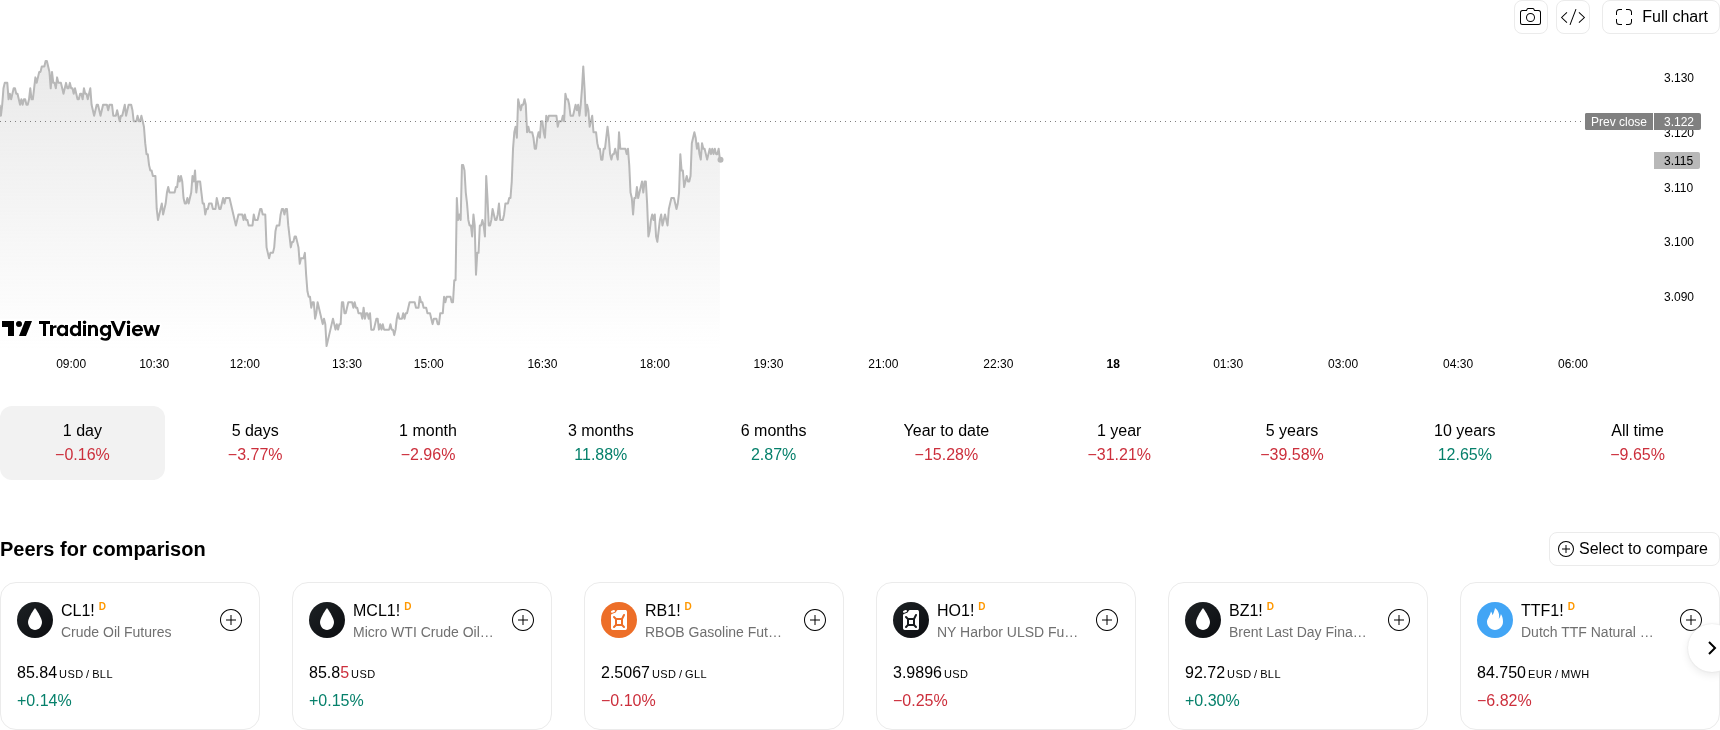 Full chart
3.130
Prev close 3.122
3.120
3.115
3.110
3.100
3.090
TradingView
09:00 10:30 12:00 13:30 15:00 16:30 18:00 19:30 21:00 22:30 18 01:30 03:00 04:30 06:00
1 day 5 days 1 month 3 months 6 months Year to date 1 year 5 years 10 years All time
−0.16% −3.77% −2.96% 11.88% 2.87% −15.28% −31.21% −39.58% 12.65% −9.65%
Peers for comparison
Select to compare
CL1! D
Crude Oil Futures
85.84 USD / BLL
+0.14%
MCL1! D
Micro WTI Crude Oil…
85.85 USD
+0.15%
RB1! D
RBOB Gasoline Fut…
2.5067 USD / GLL
−0.10%
HO1! D
NY Harbor ULSD Fu…
3.9896 USD
−0.25%
BZ1! D
Brent Last Day Fina…
92.72 USD / BLL
+0.30%
TTF1! D
Dutch TTF Natural …
84.750 EUR / MWH
−6.82%